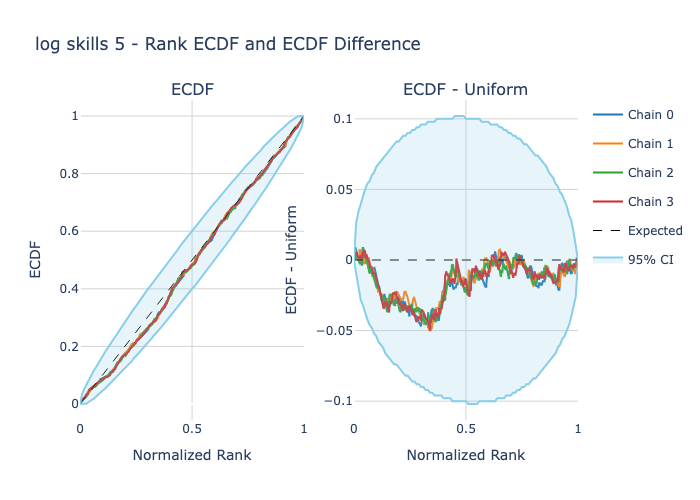 log skills 5 - Rank ECDF and ECDF Difference
ECDF
ECDF - Uniform
1
0.8
0.6
0.4
0.2
0
0
0.5
1
ECDF
Normalized Rank
0.1
0.05
0
−0.05
−0.1
0
0.5
1
ECDF - Uniform
Normalized Rank
Chain 0
Chain 1
Chain 2
Chain 3
Expected
95% CI